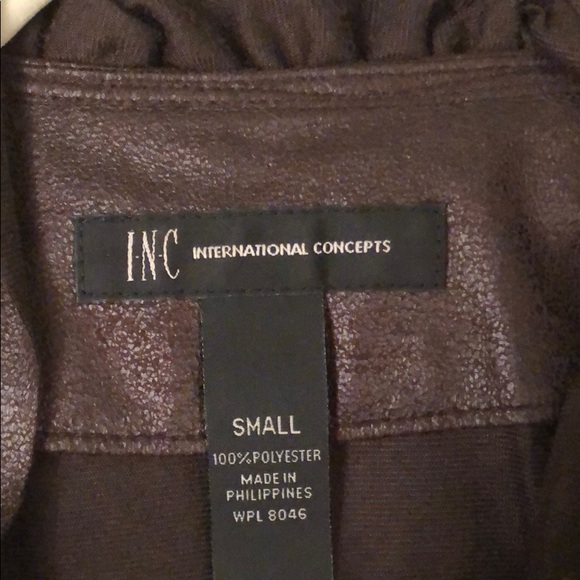 I·N·C INTERNATIONAL CONCEPTS
SMALL
100% POLYESTER
MADE IN
PHILIPPINES
WPL 8046